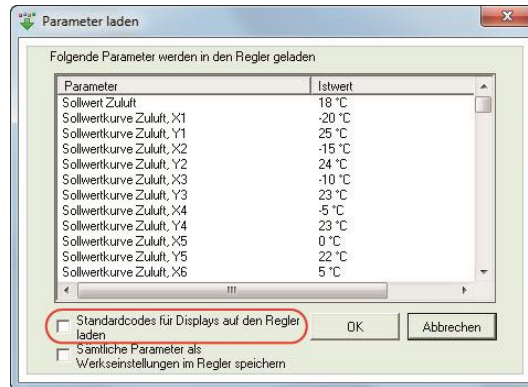 Parameter laden
Folgende Parameter werden in den Regler geladen
Parameter Istwert
Sollwert Zuluft 18 °C
Sollwertkurve Zuluft, X1 -20 °C
Sollwertkurve Zuluft, Y1 25 °C
Sollwertkurve Zuluft, X2 -15 °C
Sollwertkurve Zuluft, Y2 24 °C
Sollwertkurve Zuluft, X3 -10 °C
Sollwertkurve Zuluft, Y3 23 °C
Sollwertkurve Zuluft, X4 -5 °C
Sollwertkurve Zuluft, Y4 23 °C
Sollwertkurve Zuluft, X5 0 °C
Sollwertkurve Zuluft, Y5 22 °C
Sollwertkurve Zuluft, X6 5 °C
Standardcodes für Displays auf den Regler
laden
OK
Abbrechen
Sämtliche Parameter als
Werkseinstellungen im Regler speichern